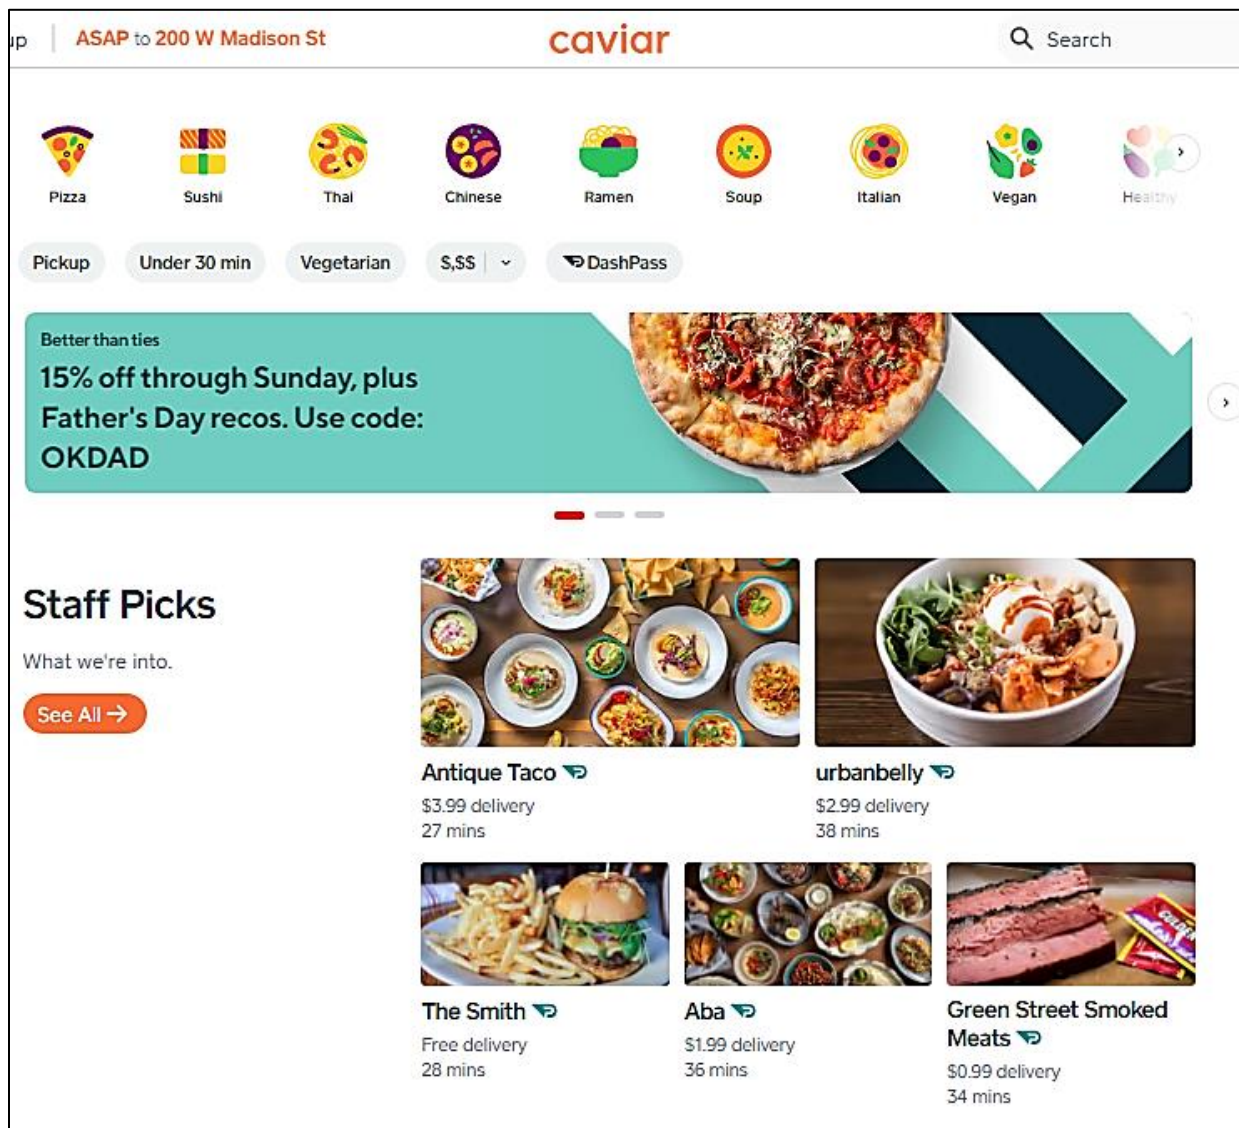 up
ASAP to 200 W Madison St
caviar
Search
Pizza
Sushi
Thai
Chinese
Ramen
Soup
Italian
Vegan
Healthy
Pickup
Under 30 min
Vegetarian
$,$$
DashPass
Better than ties
15% off through Sunday, plus
Father's Day recos. Use code:
OKDAD
Staff Picks
What we're into.
See All →
Antique Taco
$3.99 delivery
27 mins
urbanbelly
$2.99 delivery
38 mins
The Smith
Free delivery
28 mins
Aba
$1.99 delivery
36 mins
Green Street Smoked
Meats
$0.99 delivery
34 mins